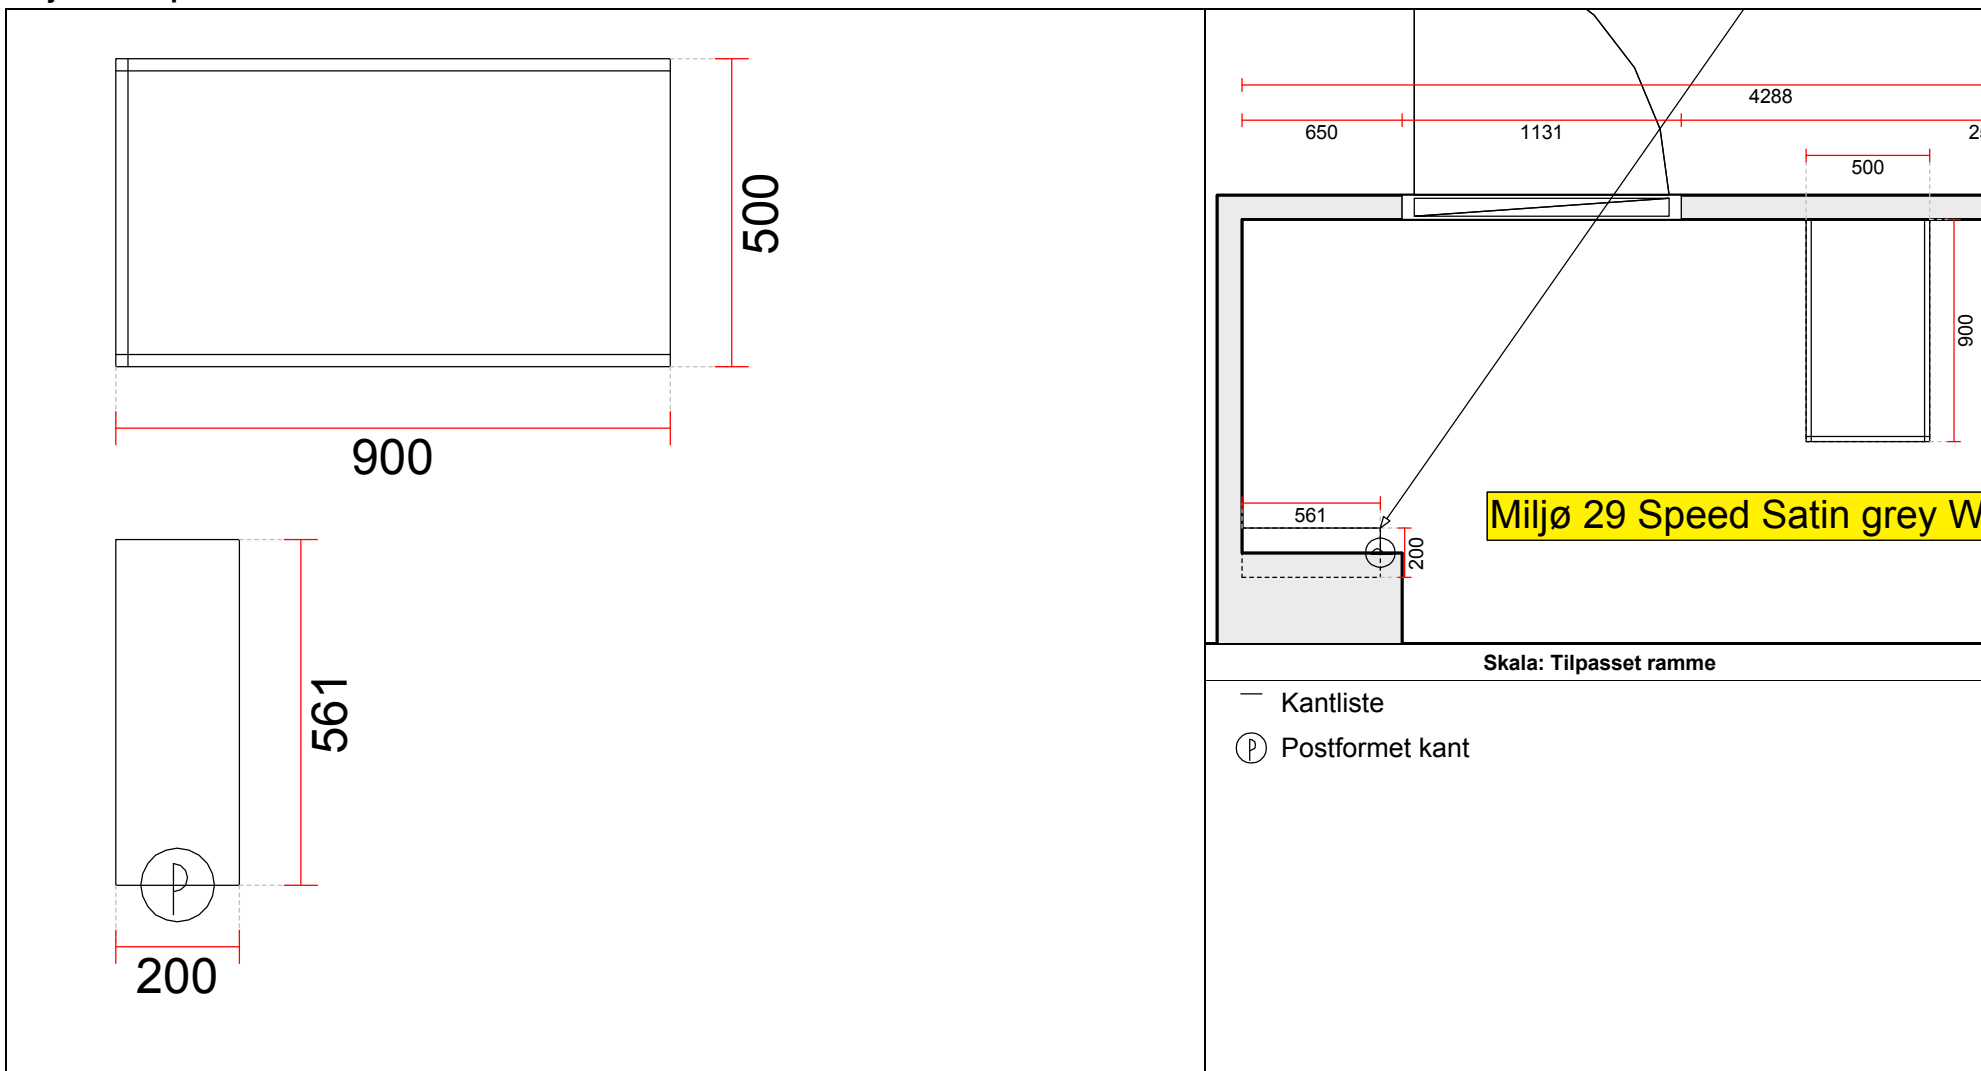 500
900
561
200
4288
650
1131
500
900
561
200
Miljø 29 Speed Satin grey
Skala: Tilpasset ramme
Kantliste
P Postformet kant
P